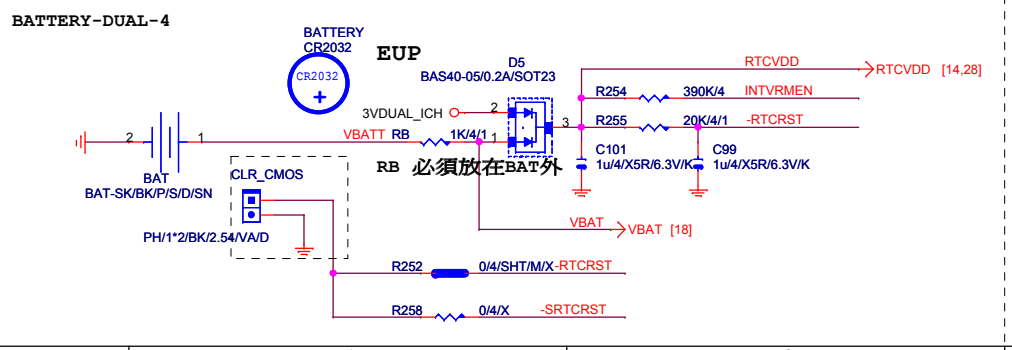 BATTERY-DUAL-4
BATTERY
CR2032
EUP
CR2032
+
D5
BAS40-05/0.2A/SOT23
RTCVDD
RTCVDD [14,28]
R254 390K/4 INTVRMEN
3VDUAL_ICH 2
3
R255 20K/4/1 -RTCRST
2 1
VBATT RB 1K/4/1 1
C101
1u/4/X5R/6.3V/K
C99
1u/4/X5R/6.3V/K
RB 必須放在BAT外
BAT
BAT-SK/BK/P/S/D/SN
CLR_CMOS
VBAT
VBAT [18]
PH/1*2/BK/2.54/VA/D
R252 0/4/SHT/M/X -RTCRST
R258 0/4/X -SRTCRST